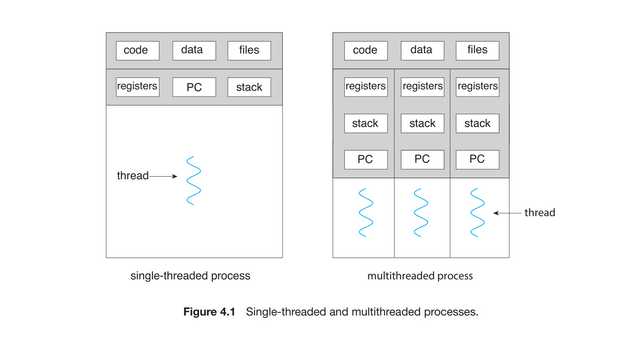 code data files
registers PC stack
thread
single-threaded process
code data files
registers registers registers
stack stack stack
PC PC PC
thread
multithreaded process
Figure 4.1 Single-threaded and multithreaded processes.